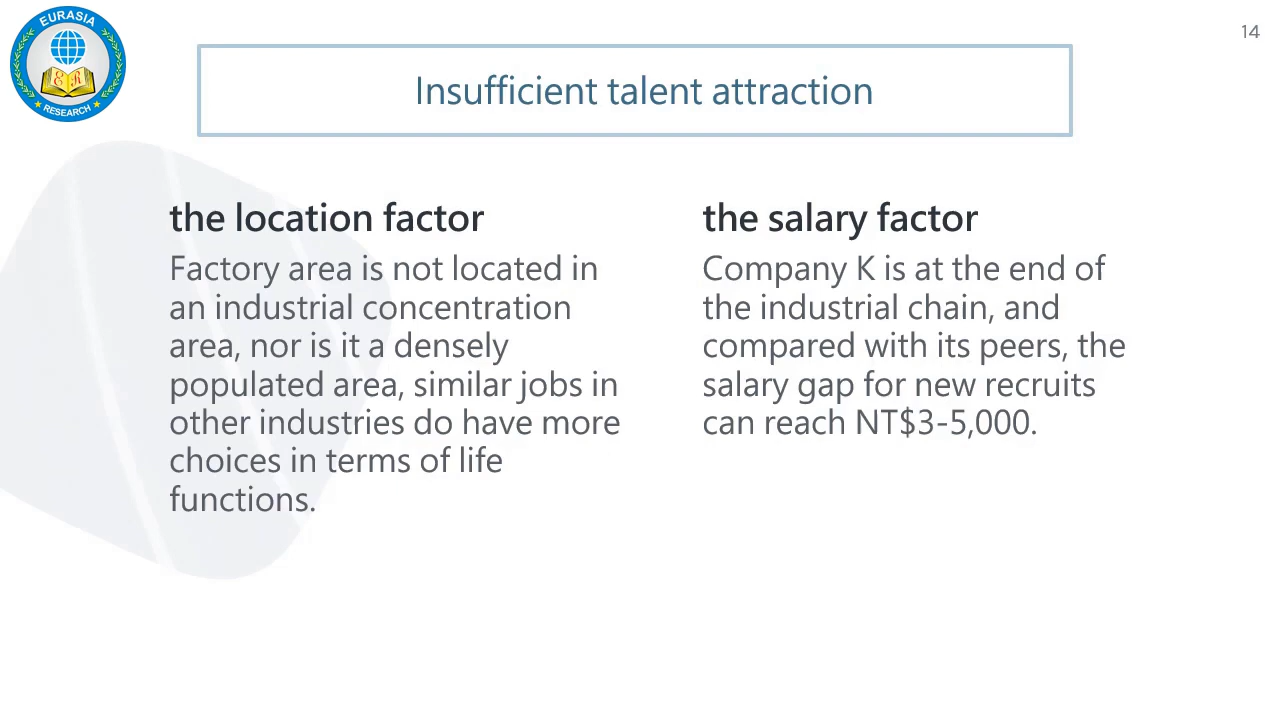 EURASIA
ER
RESEARCH
14
Insufficient talent attraction
the location factor
Factory area is not located in
an industrial concentration
area, nor is it a densely
populated area, similar jobs in
other industries do have more
choices in terms of life
functions.
the salary factor
Company K is at the end of
the industrial chain, and
compared with its peers, the
salary gap for new recruits
can reach NT$3-5,000.